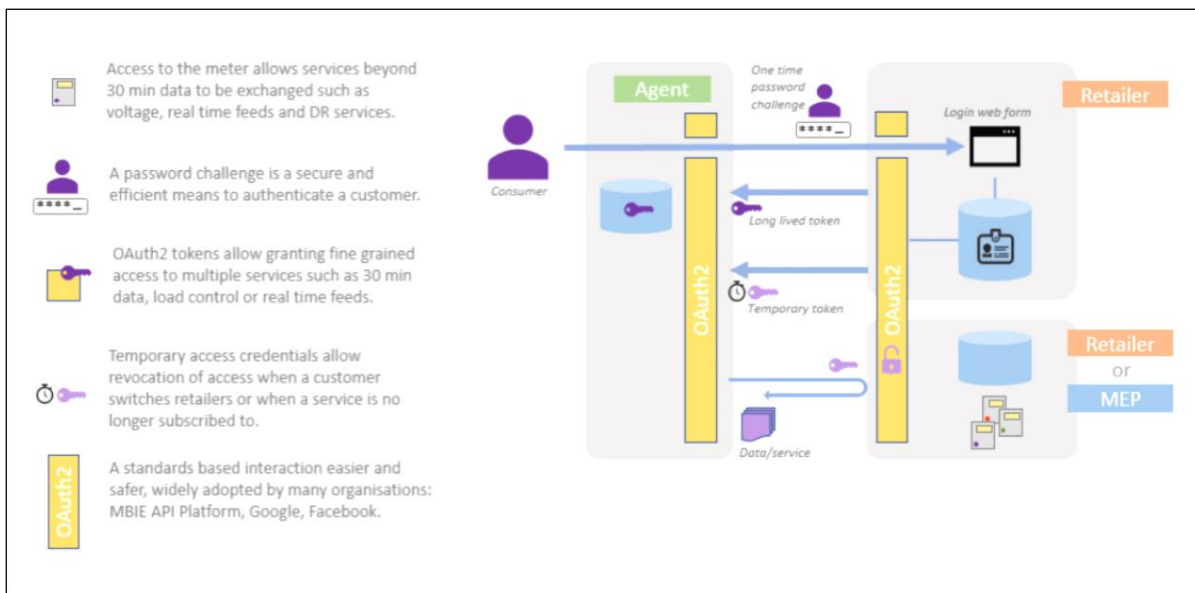 Access to the meter allows services beyond
30 min data to be exchanged such as
voltage, real time feeds and DR services.
****_
A password challenge is a secure and
efficient means to authenticate a customer.
OAuth2 tokens allow granting fine grained
access to multiple services such as 30 min
data, load control or real time feeds.
Temporary access credentials allow
revocation of access when a customer
switches retailers or when a service is no
longer subscribed to.
OAuth2
A standards based interaction easier and
safer, widely adopted by many organisations:
MBIE API Platform, Google, Facebook.
Consumer
Agent
OAuth2
One time
password
challenge
****_
Long lived token
Temporary token
Data/service
OAuth2
Retailer
Login web form
Retailer
or
MEP